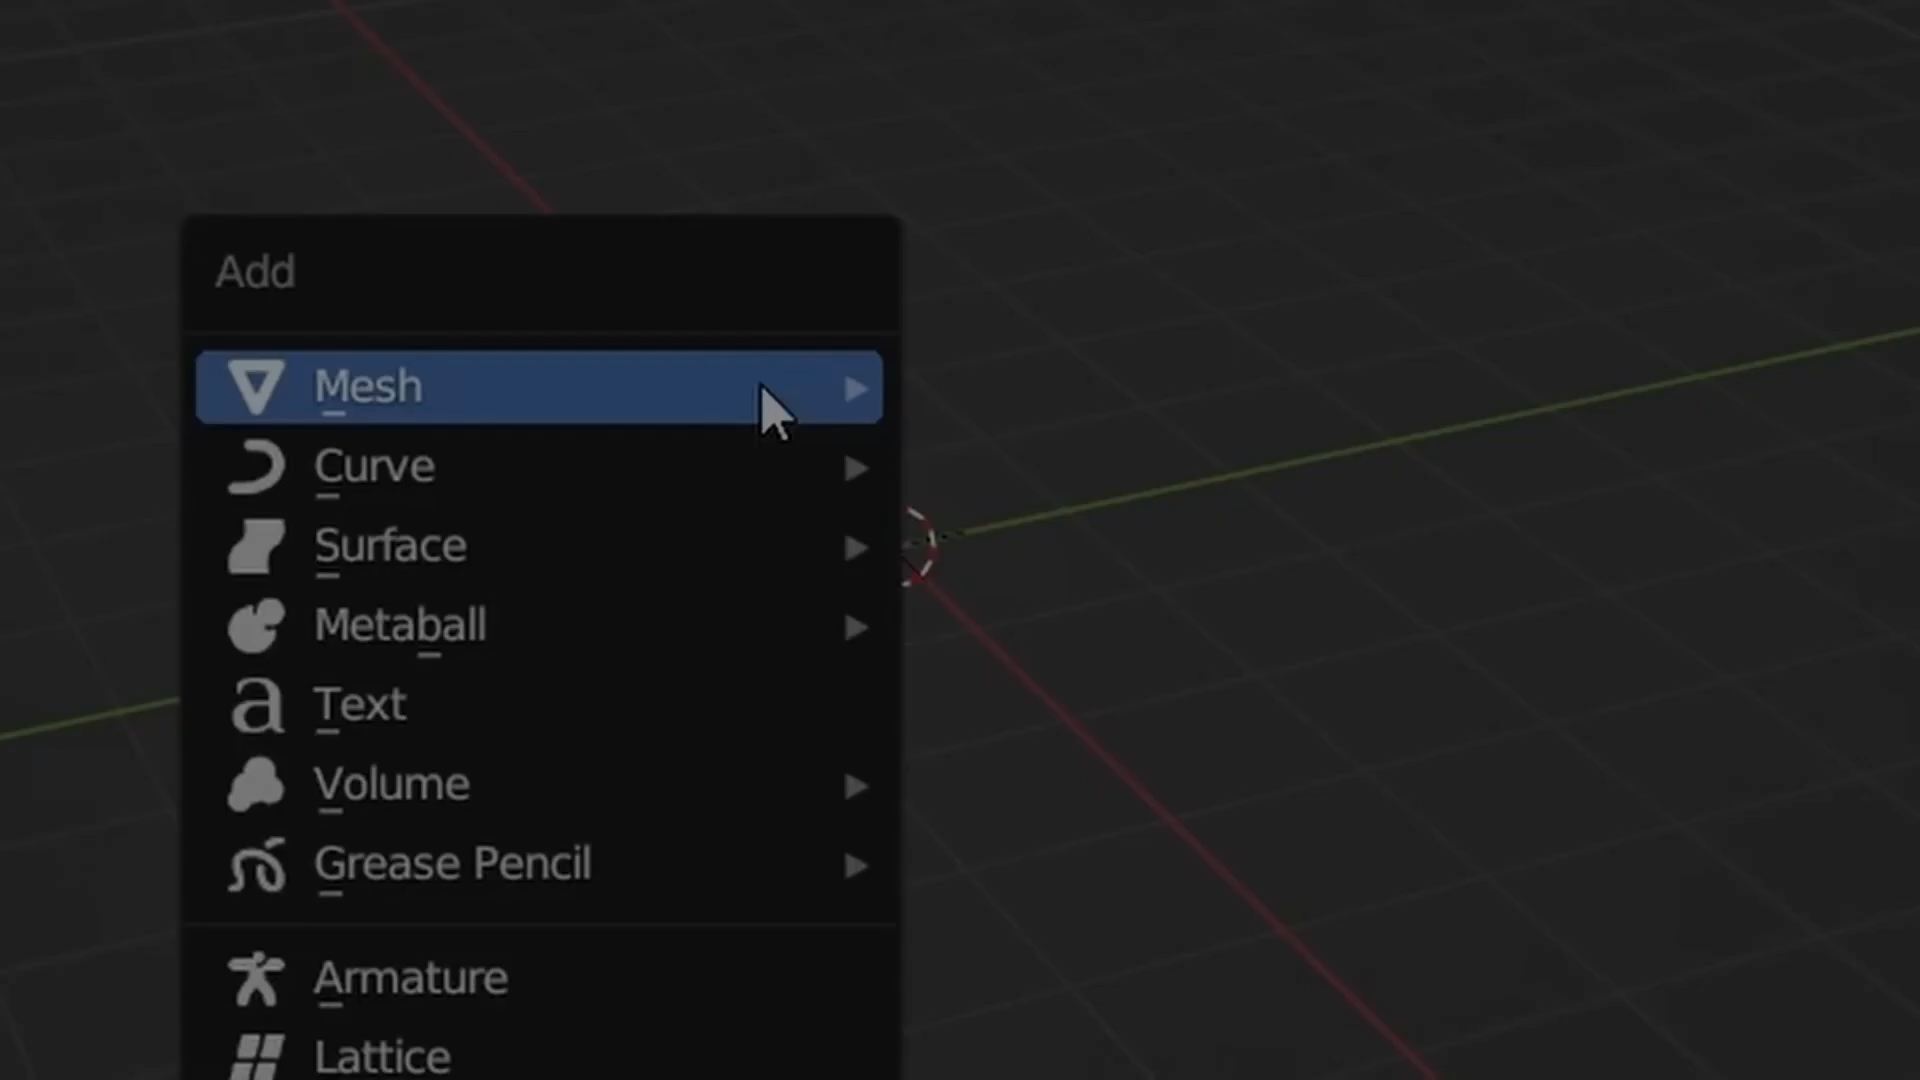 Add
Mesh
Curve
Surface
Metaball
Text
Volume
Grease Pencil
Armature
Lattice